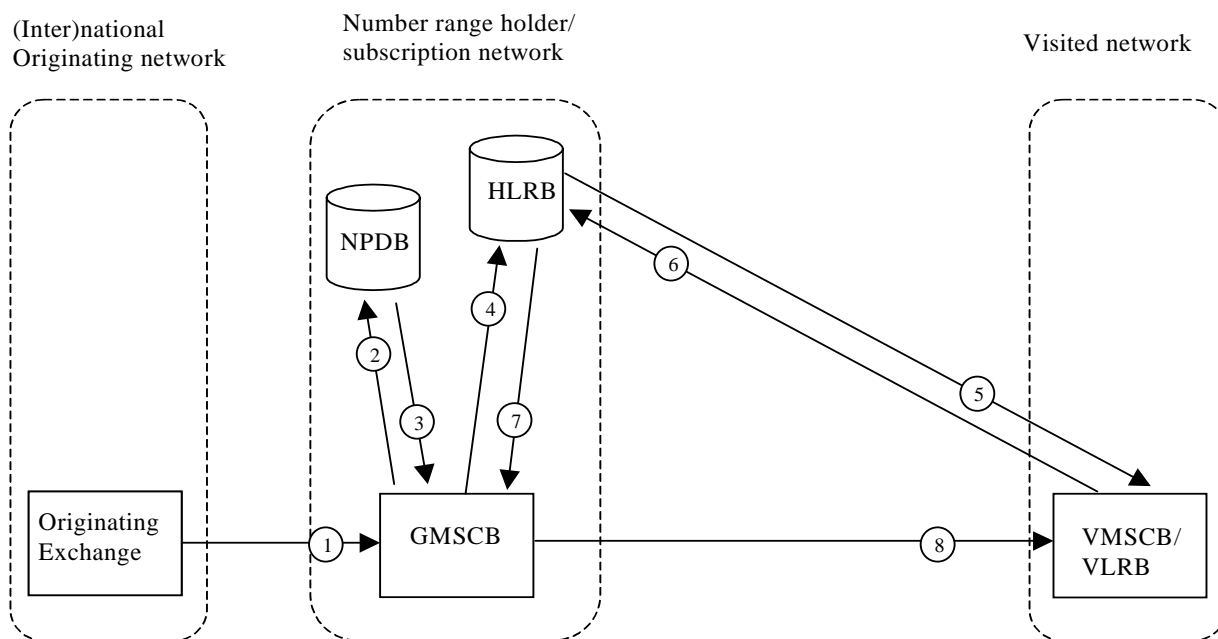 (Inter)national
Originating network
Number range holder/
subscription network
Visited network
HLRB
NPDB
6
4
2
5
3
7
Originating
Exchange
1
GMSCB
8
VMSCB/
VLRB